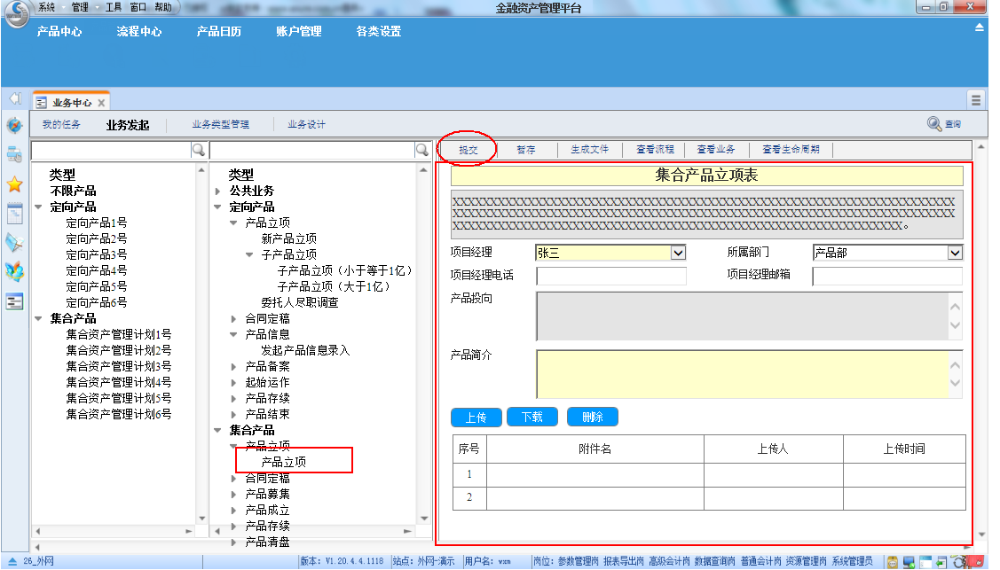 系统 管理 工具 窗口 帮助
金融资产管理平台
产品中心 流程中心 产品日历 账户管理 各类设置
业务中心
我的任务 业务发起 业务类型管理 业务设计 查询
类型
不限产品
定向产品
定向产品1号
定向产品2号
定向产品3号
定向产品4号
定向产品5号
定向产品6号
集合产品
集合资产管理计划1号
集合资产管理计划2号
集合资产管理计划3号
集合资产管理计划4号
集合资产管理计划5号
集合资产管理计划6号
类型
公共业务
定向产品
产品立项
新产品立项
子产品立项
子产品立项（小于等于1亿）
子产品立项（大于1亿）
委托人尽职调查
合同定稿
产品信息
发起产品信息录入
产品备案
起始运作
产品存续
产品结束
集合产品
产品立项
产品立项
合同定稿
产品募集
产品成立
产品存续
产品清盘
提交 暂存 生成文件 查看流程 查看业务 查看生命周期
集合产品立项表
项目经理 张三 所属部门 产品部
项目经理电话 项目经理邮箱
产品投向
产品简介
上传 下载 删除
序号 附件名 上传人 上传时间
1
2
26_外网 版本: V1.20.4.4.1118 站点: 外网-演示 用户名: wxm 岗位: 参数管理岗 报表导出岗 高级会计岗 数据查询岗 普通会计岗 资源管理岗 系统管理员